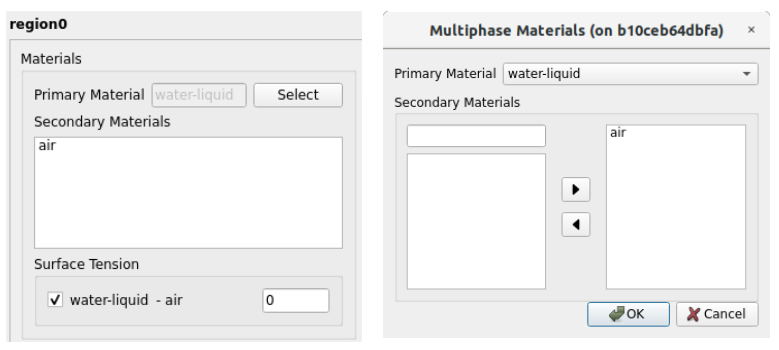 region0
Materials
Primary Material water-liquid Select
Secondary Materials
air
Surface Tension
water-liquid - air 0
Multiphase Materials (on b10ceb64dbfa) ×
Primary Material water-liquid
Secondary Materials
air
OK Cancel